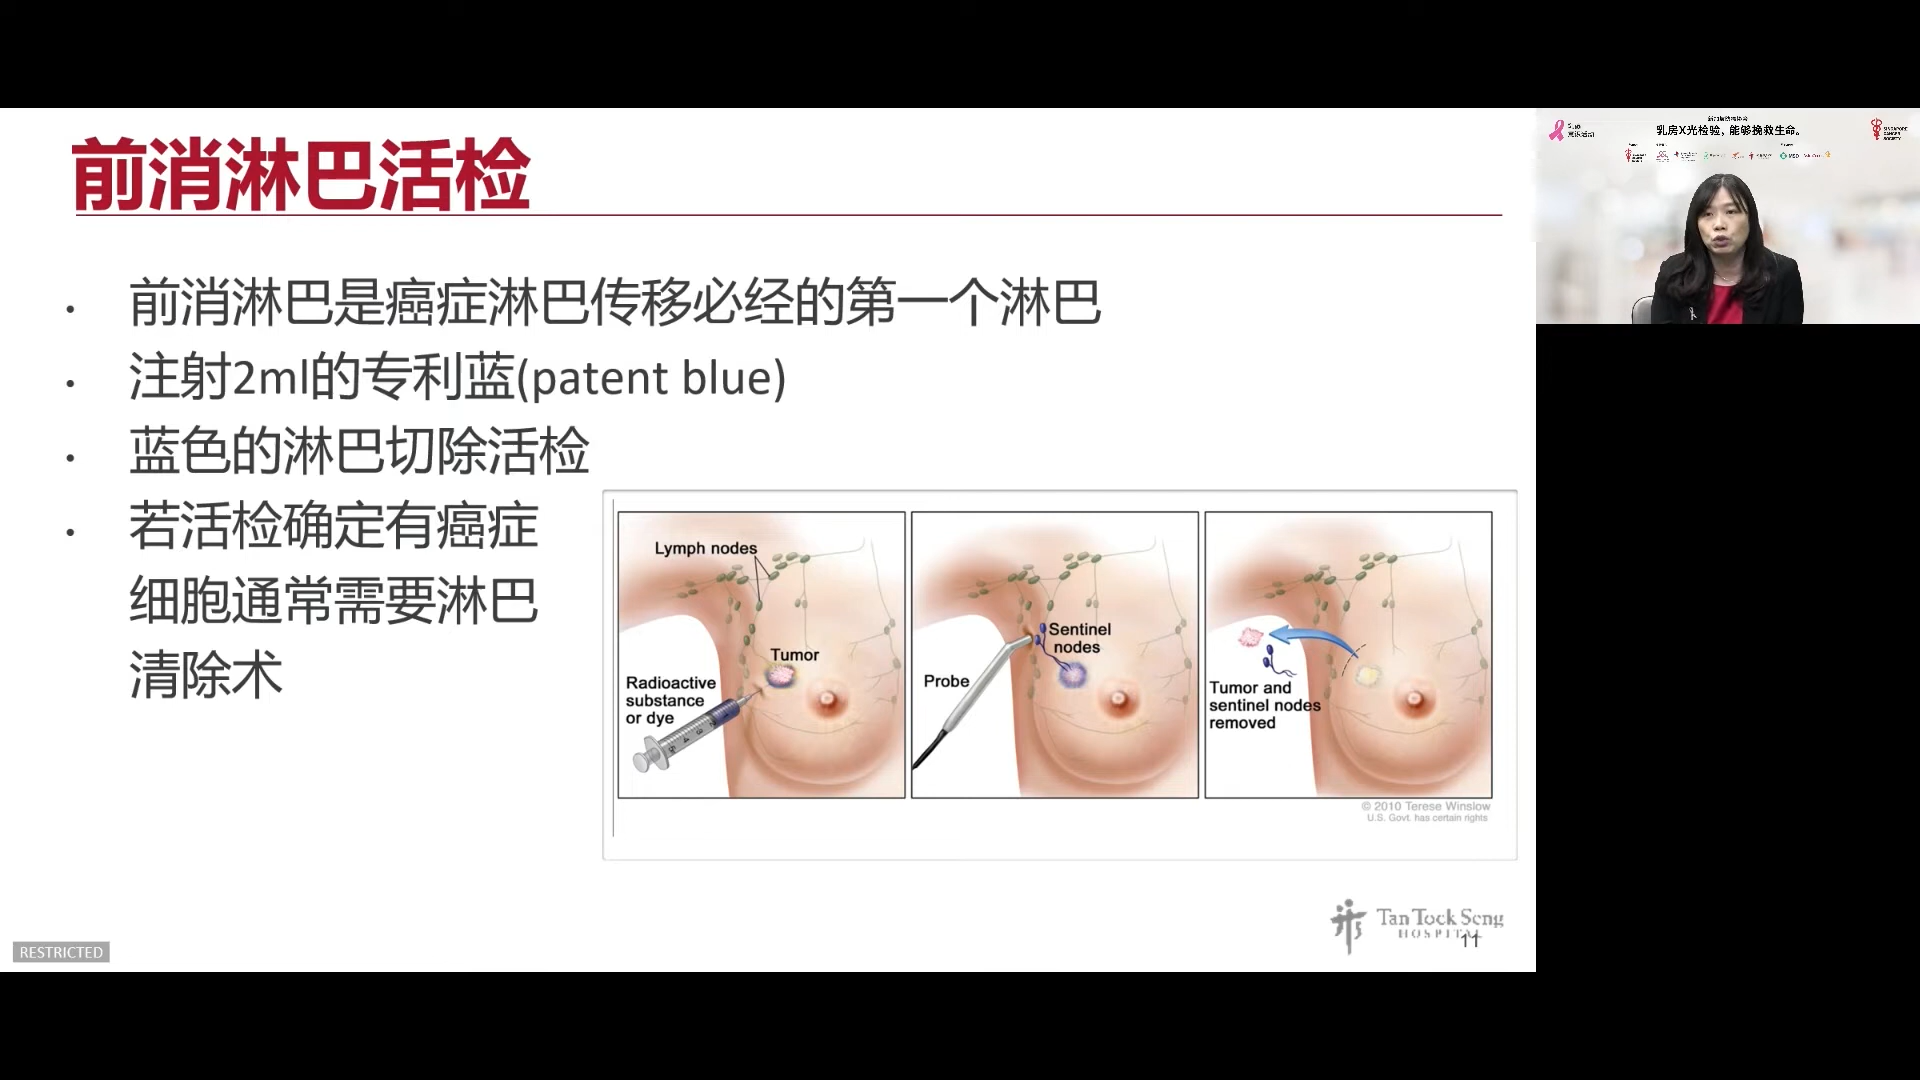 前消淋巴活检
前消淋巴是癌症淋巴传移必经的第一个淋巴
注射2ml的专利蓝(patent blue)
蓝色的淋巴切除活检
若活检确定有癌症
细胞通常需要淋巴
清除术
Lymph nodes
Tumor
Radioactive
substance
or dye
Sentinel
nodes
Probe
Tumor and
sentinel nodes
removed
© 2010 Terese Winslow
U.S. Govt. has certain rights
Tan Tock Seng
HOSPITAL
11
RESTRICTED
乳房X光检验，能够挽救生命。
SINGAPORE
CANCER
SOCIETY
MSD